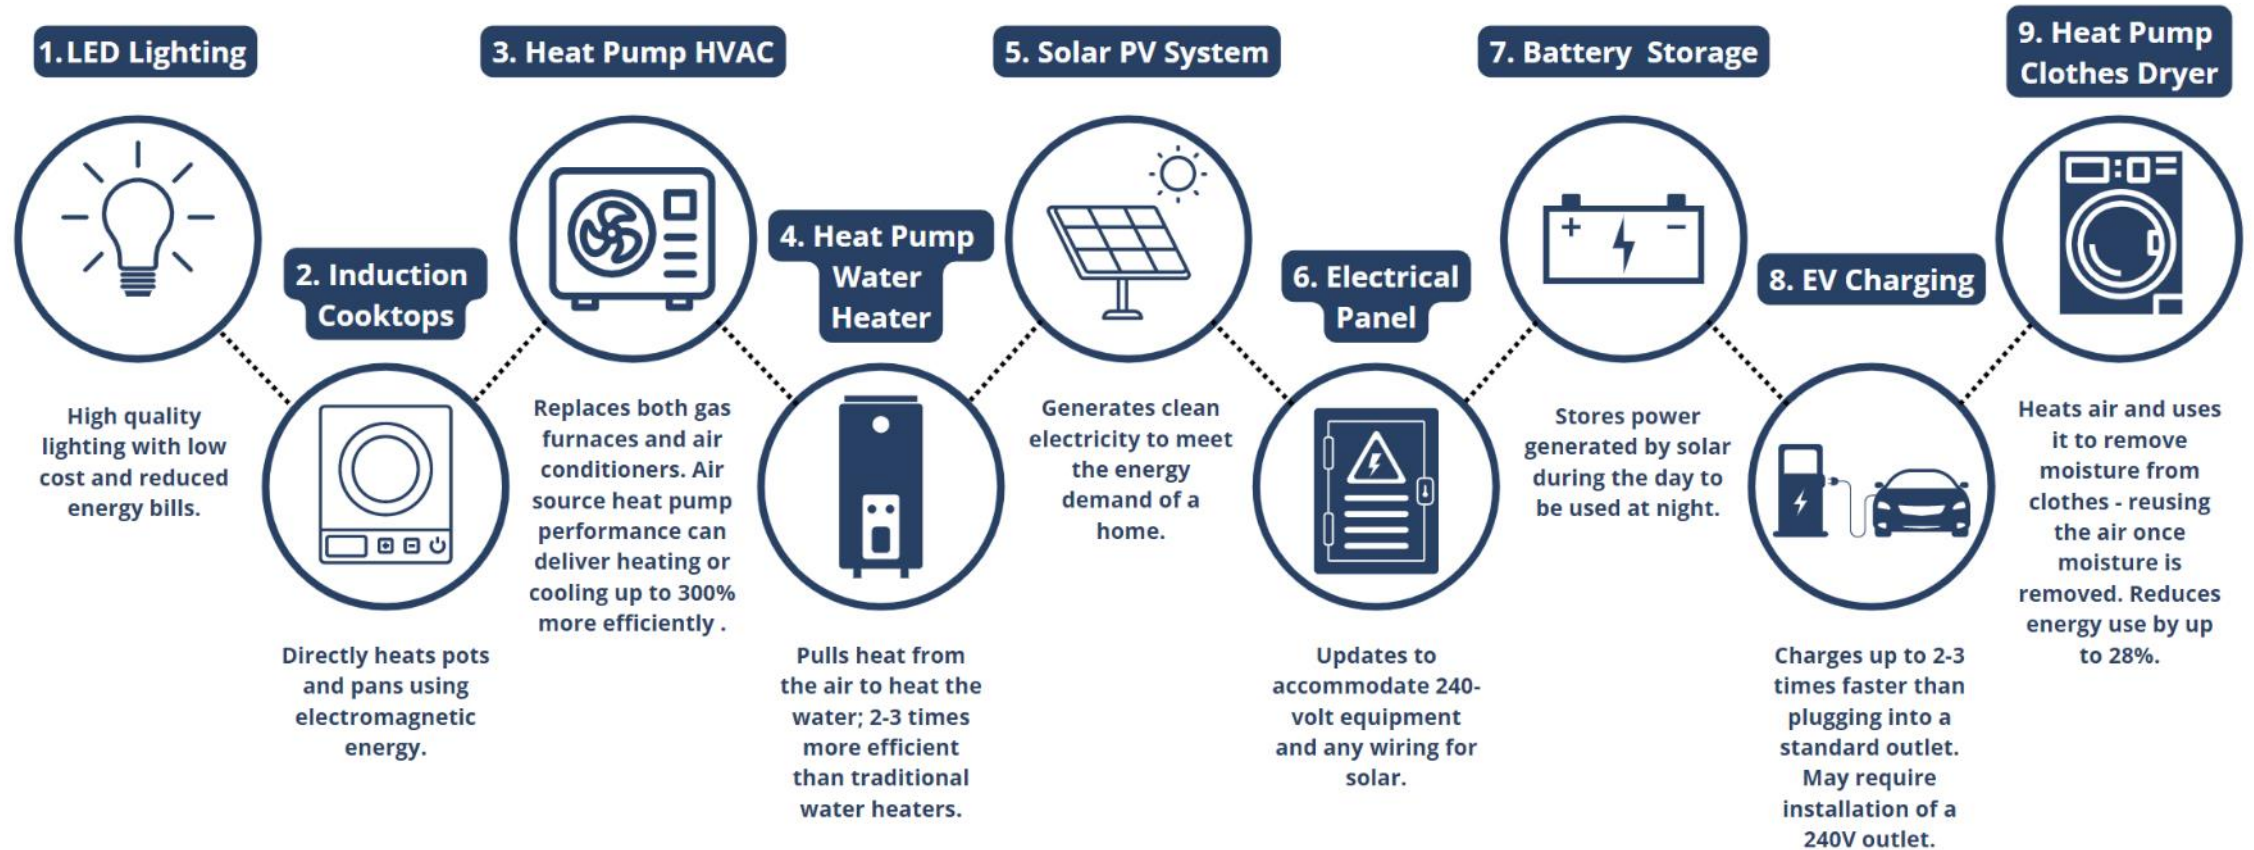 1.LED Lighting
High quality
lighting with low
cost and reduced
energy bills.
2. Induction
Cooktops
Directly heats pots
and pans using
electromagnetic
energy.
3. Heat Pump HVAC
Replaces both gas
furnaces and air
conditioners. Air
source heat pump
performance can
deliver heating or
cooling up to 300%
more efficiently .
4. Heat Pump
Water
Heater
Pulls heat from
the air to heat the
water; 2-3 times
more efficient
than traditional
water heaters.
5. Solar PV System
Generates clean
electricity to meet
the energy
demand of a
home.
6. Electrical
Panel
Updates to
accommodate 240-
volt equipment
and any wiring for
solar.
7. Battery Storage
+ −
Stores power
generated by solar
during the day to
be used at night.
8. EV Charging
Charges up to 2-3
times faster than
plugging into a
standard outlet.
May require
installation of a
240V outlet.
9. Heat Pump
Clothes Dryer
Heats air and uses
it to remove
moisture from
clothes - reusing
the air once
moisture is
removed. Reduces
energy use by up
to 28%.